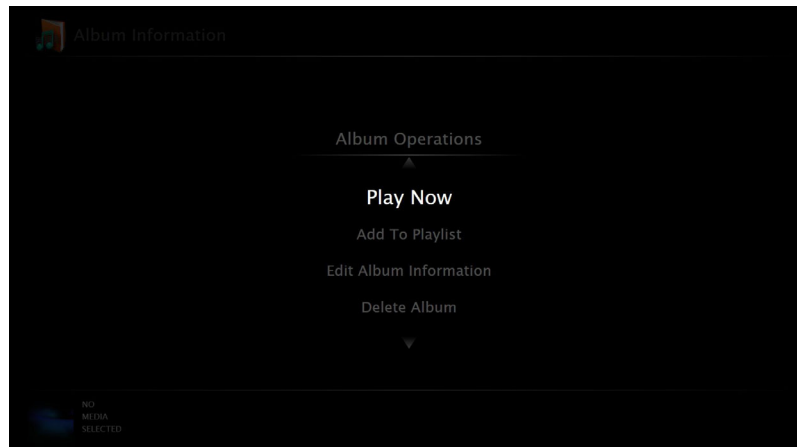 Album Information
Album Operations
Play Now
Add To Playlist
Edit Album Information
Delete Album
NO
MEDIA
SELECTED